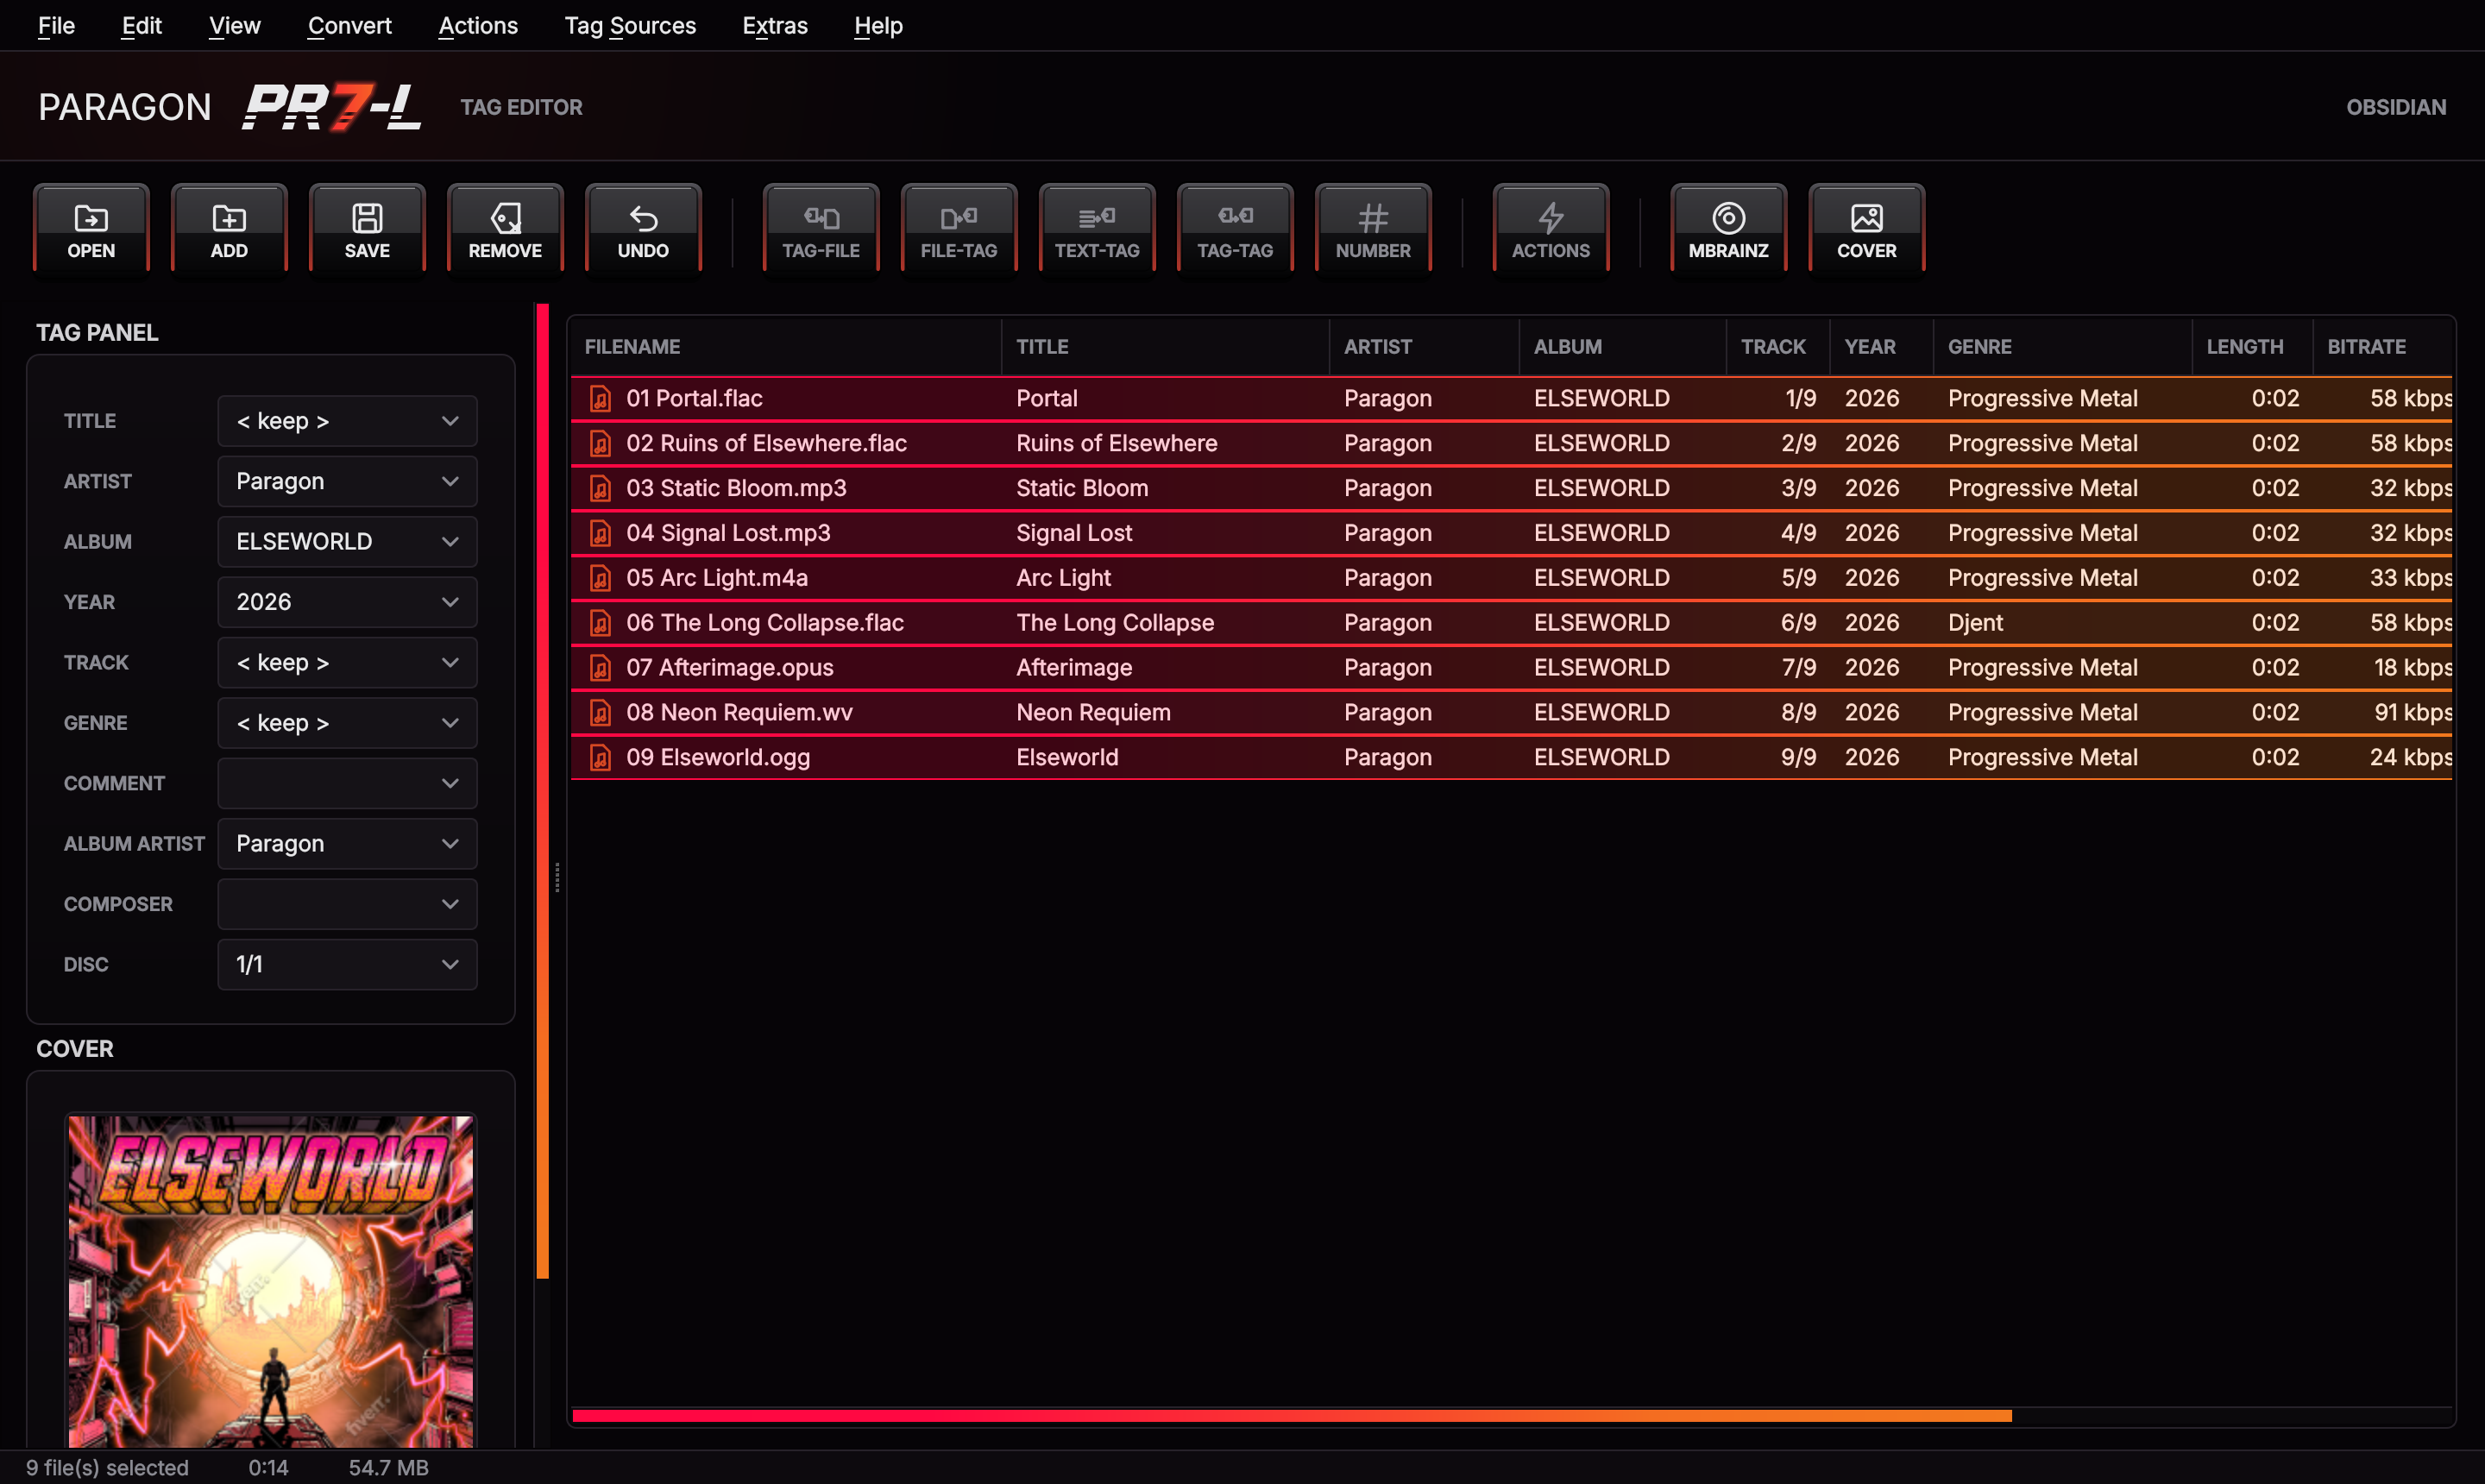 File Edit View Convert Actions Tag Sources Extras Help
PARAGON PR7-L TAG EDITOR OBSIDIAN
OPEN ADD SAVE REMOVE UNDO TAG-FILE FILE-TAG TEXT-TAG TAG-TAG NUMBER ACTIONS MBRAINZ COVER
TAG PANEL
TITLE < keep >
ARTIST Paragon
ALBUM ELSEWORLD
YEAR 2026
TRACK < keep >
GENRE < keep >
COMMENT
ALBUM ARTIST Paragon
COMPOSER
DISC 1/1
COVER
ELSEWORLD
fiverr.
fiverr.
fiverr.
fiverr.
FILENAME TITLE ARTIST ALBUM TRACK YEAR GENRE LENGTH BITRATE
01 Portal.flac Portal Paragon ELSEWORLD 1/9 2026 Progressive Metal 0:02 58 kbps
02 Ruins of Elsewhere.flac Ruins of Elsewhere Paragon ELSEWORLD 2/9 2026 Progressive Metal 0:02 58 kbps
03 Static Bloom.mp3 Static Bloom Paragon ELSEWORLD 3/9 2026 Progressive Metal 0:02 32 kbps
04 Signal Lost.mp3 Signal Lost Paragon ELSEWORLD 4/9 2026 Progressive Metal 0:02 32 kbps
05 Arc Light.m4a Arc Light Paragon ELSEWORLD 5/9 2026 Progressive Metal 0:02 33 kbps
06 The Long Collapse.flac The Long Collapse Paragon ELSEWORLD 6/9 2026 Djent 0:02 58 kbps
07 Afterimage.opus Afterimage Paragon ELSEWORLD 7/9 2026 Progressive Metal 0:02 18 kbps
08 Neon Requiem.wv Neon Requiem Paragon ELSEWORLD 8/9 2026 Progressive Metal 0:02 91 kbps
09 Elseworld.ogg Elseworld Paragon ELSEWORLD 9/9 2026 Progressive Metal 0:02 24 kbps
9 file(s) selected 0:14 54.7 MB